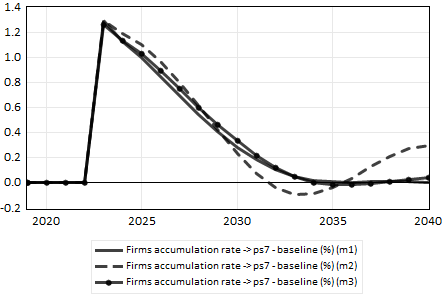 1.4
1.2
1.0
0.8
0.6
0.4
0.2
0.0
-0.2
2020 2025 2030 2035 2040
Firms accumulation rate -> ps7 - baseline (%) (m1)
Firms accumulation rate -> ps7 - baseline (%) (m2)
Firms accumulation rate -> ps7 - baseline (%) (m3)